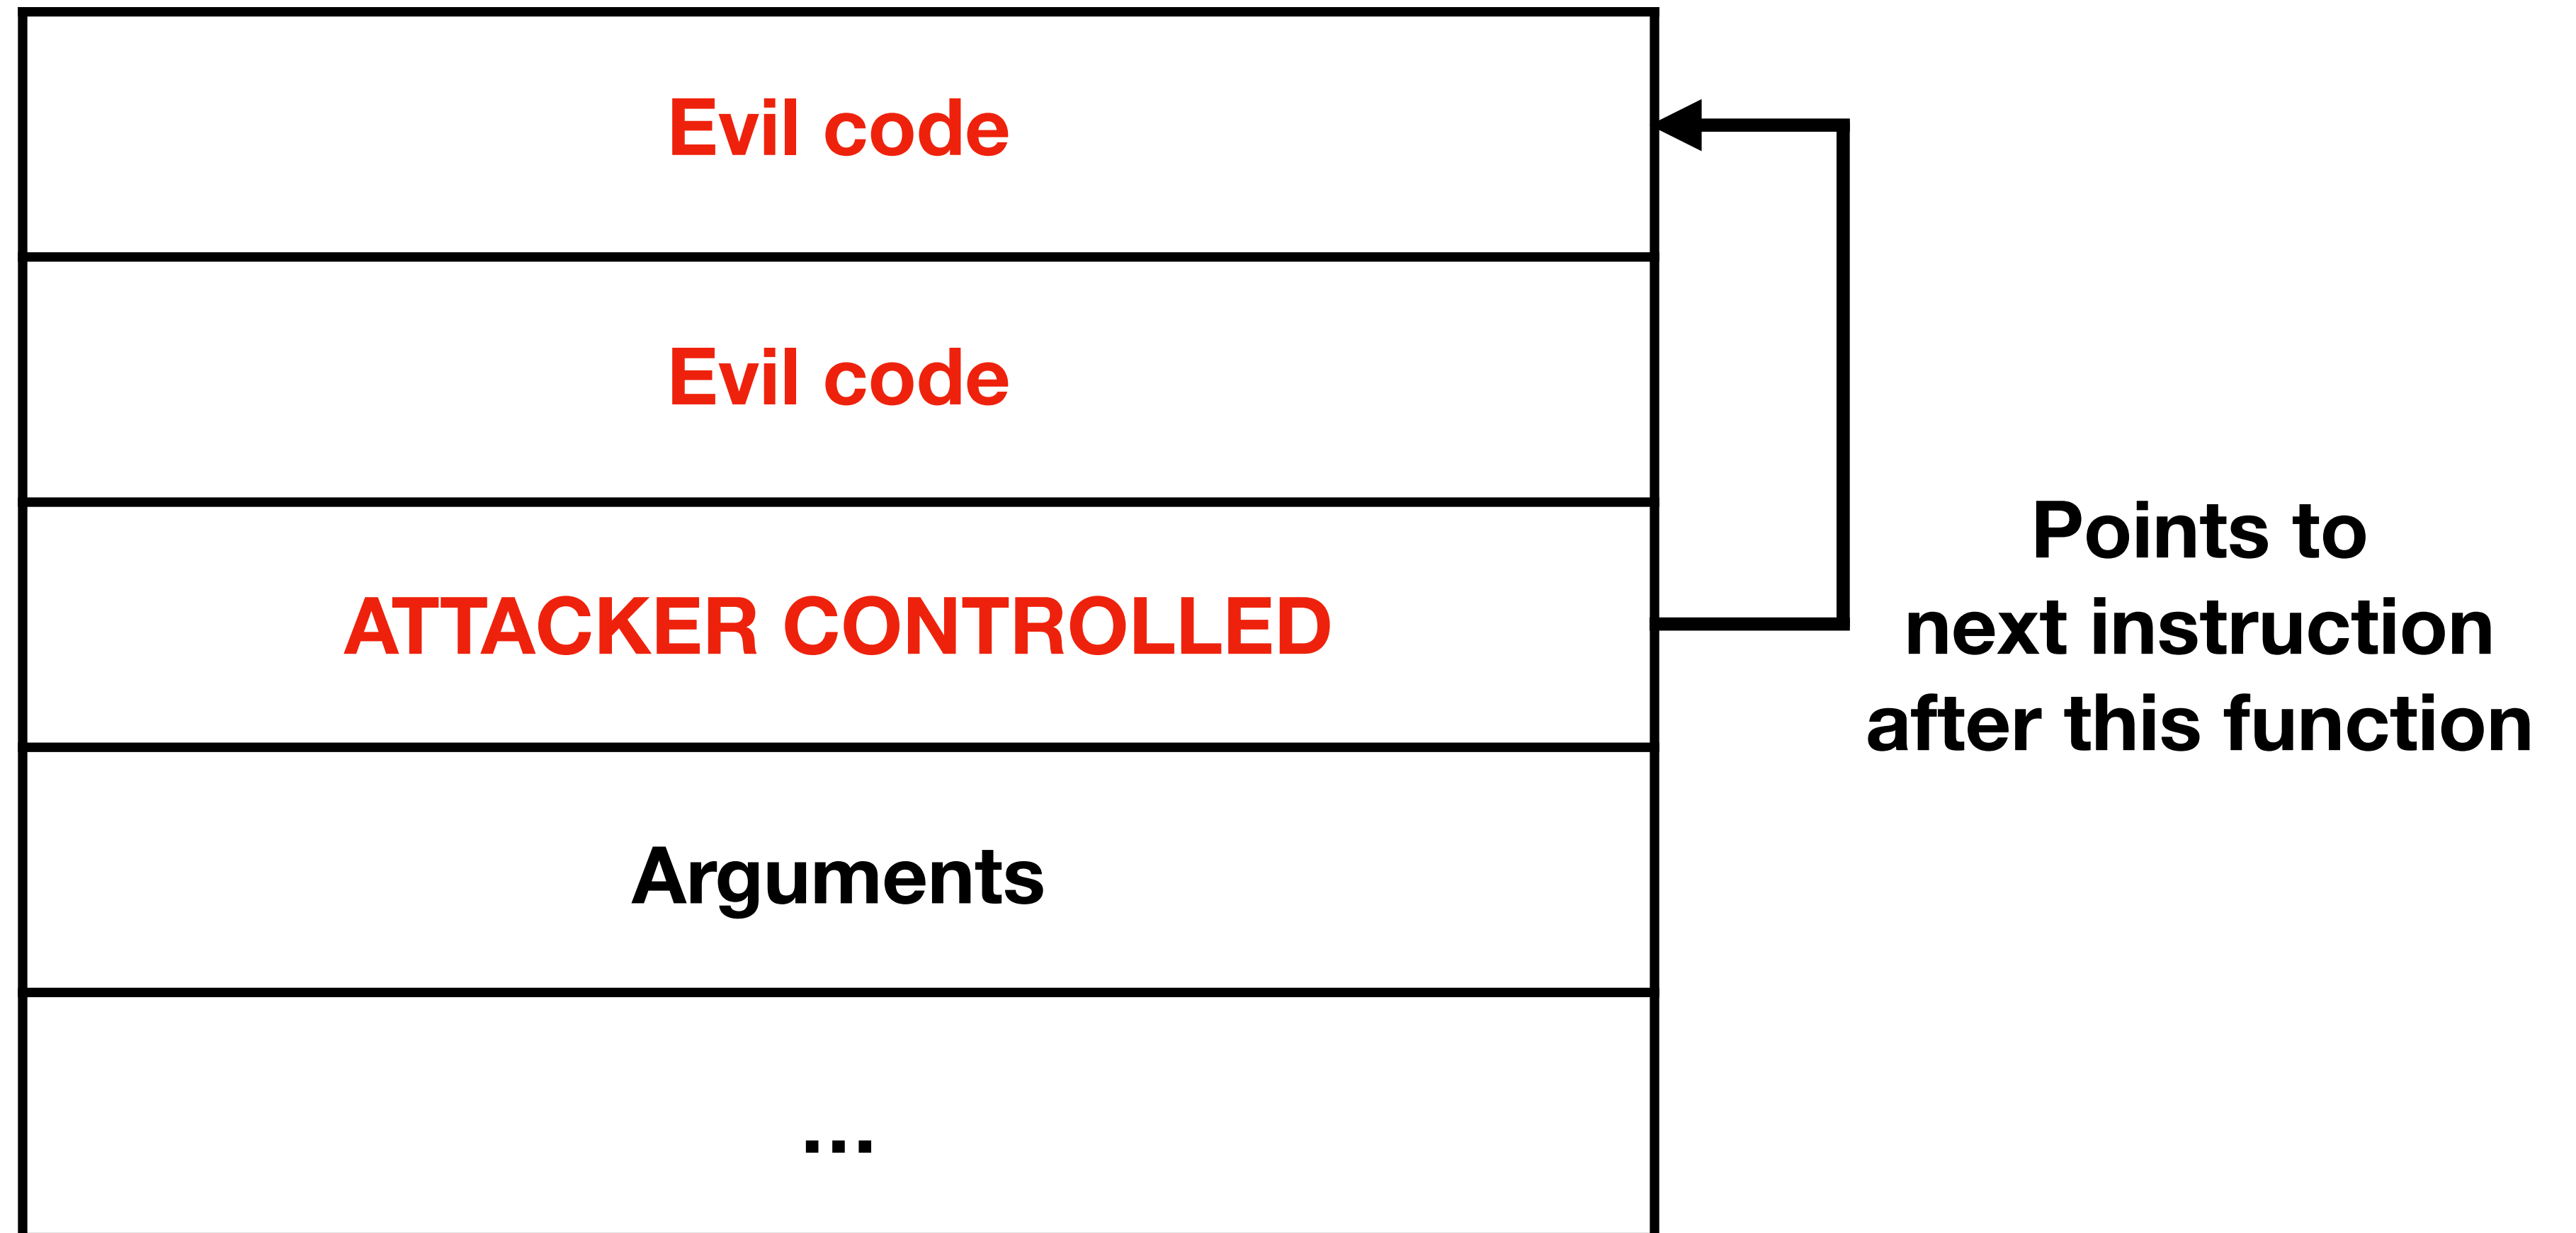 Evil code
Evil code
ATTACKER CONTROLLED
Points to
next instruction
after this function
Arguments
...